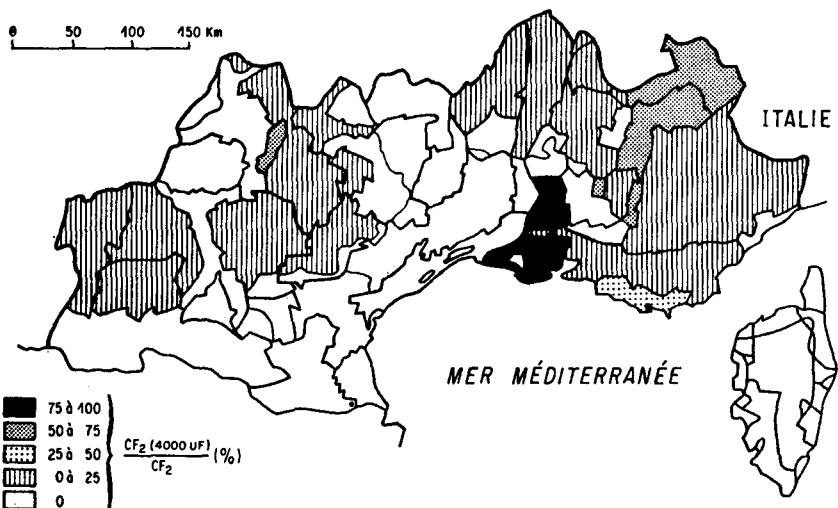 0 50 100 150 Km
ITALIE
MER MÉDITERRANÉE
75 à 100
50 à 75
25 à 50
0 à 25
0
CF2 (4000 UF)
CF2
(%)